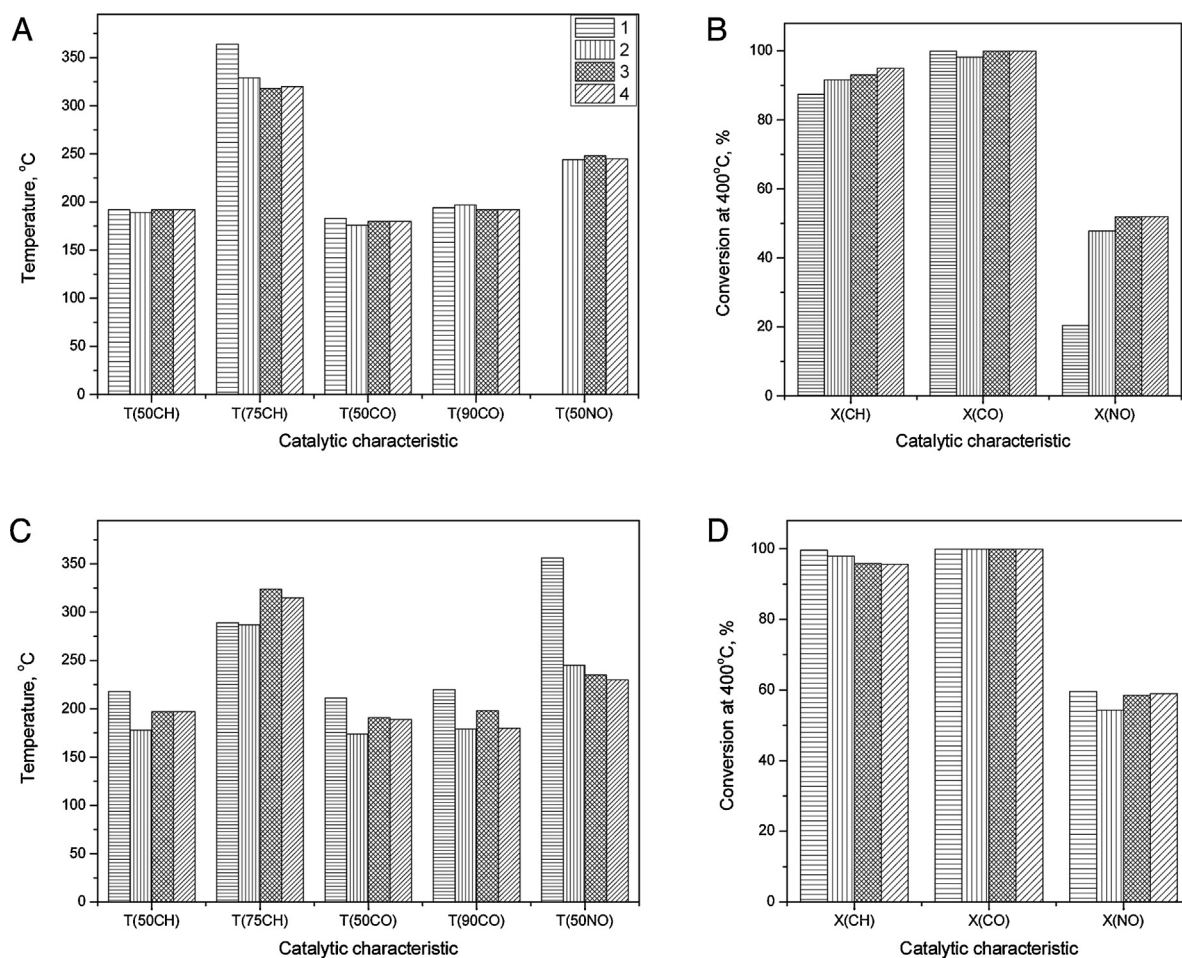 A
350
300
250
200
150
100
50
0
Temperature, °C
1
2
3
4
T(50CH) T(75CH) T(50CO) T(90CO) T(50NO)
Catalytic characteristic
B
100
80
60
40
20
0
Conversion at 400°C, %
X(CH) X(CO) X(NO)
Catalytic characteristic
C
350
300
250
200
150
100
50
0
Temperature, °C
T(50CH) T(75CH) T(50CO) T(90CO) T(50NO)
Catalytic characteristic
D
100
80
60
40
20
0
Conversion at 400°C, %
X(CH) X(CO) X(NO)
Catalytic characteristic